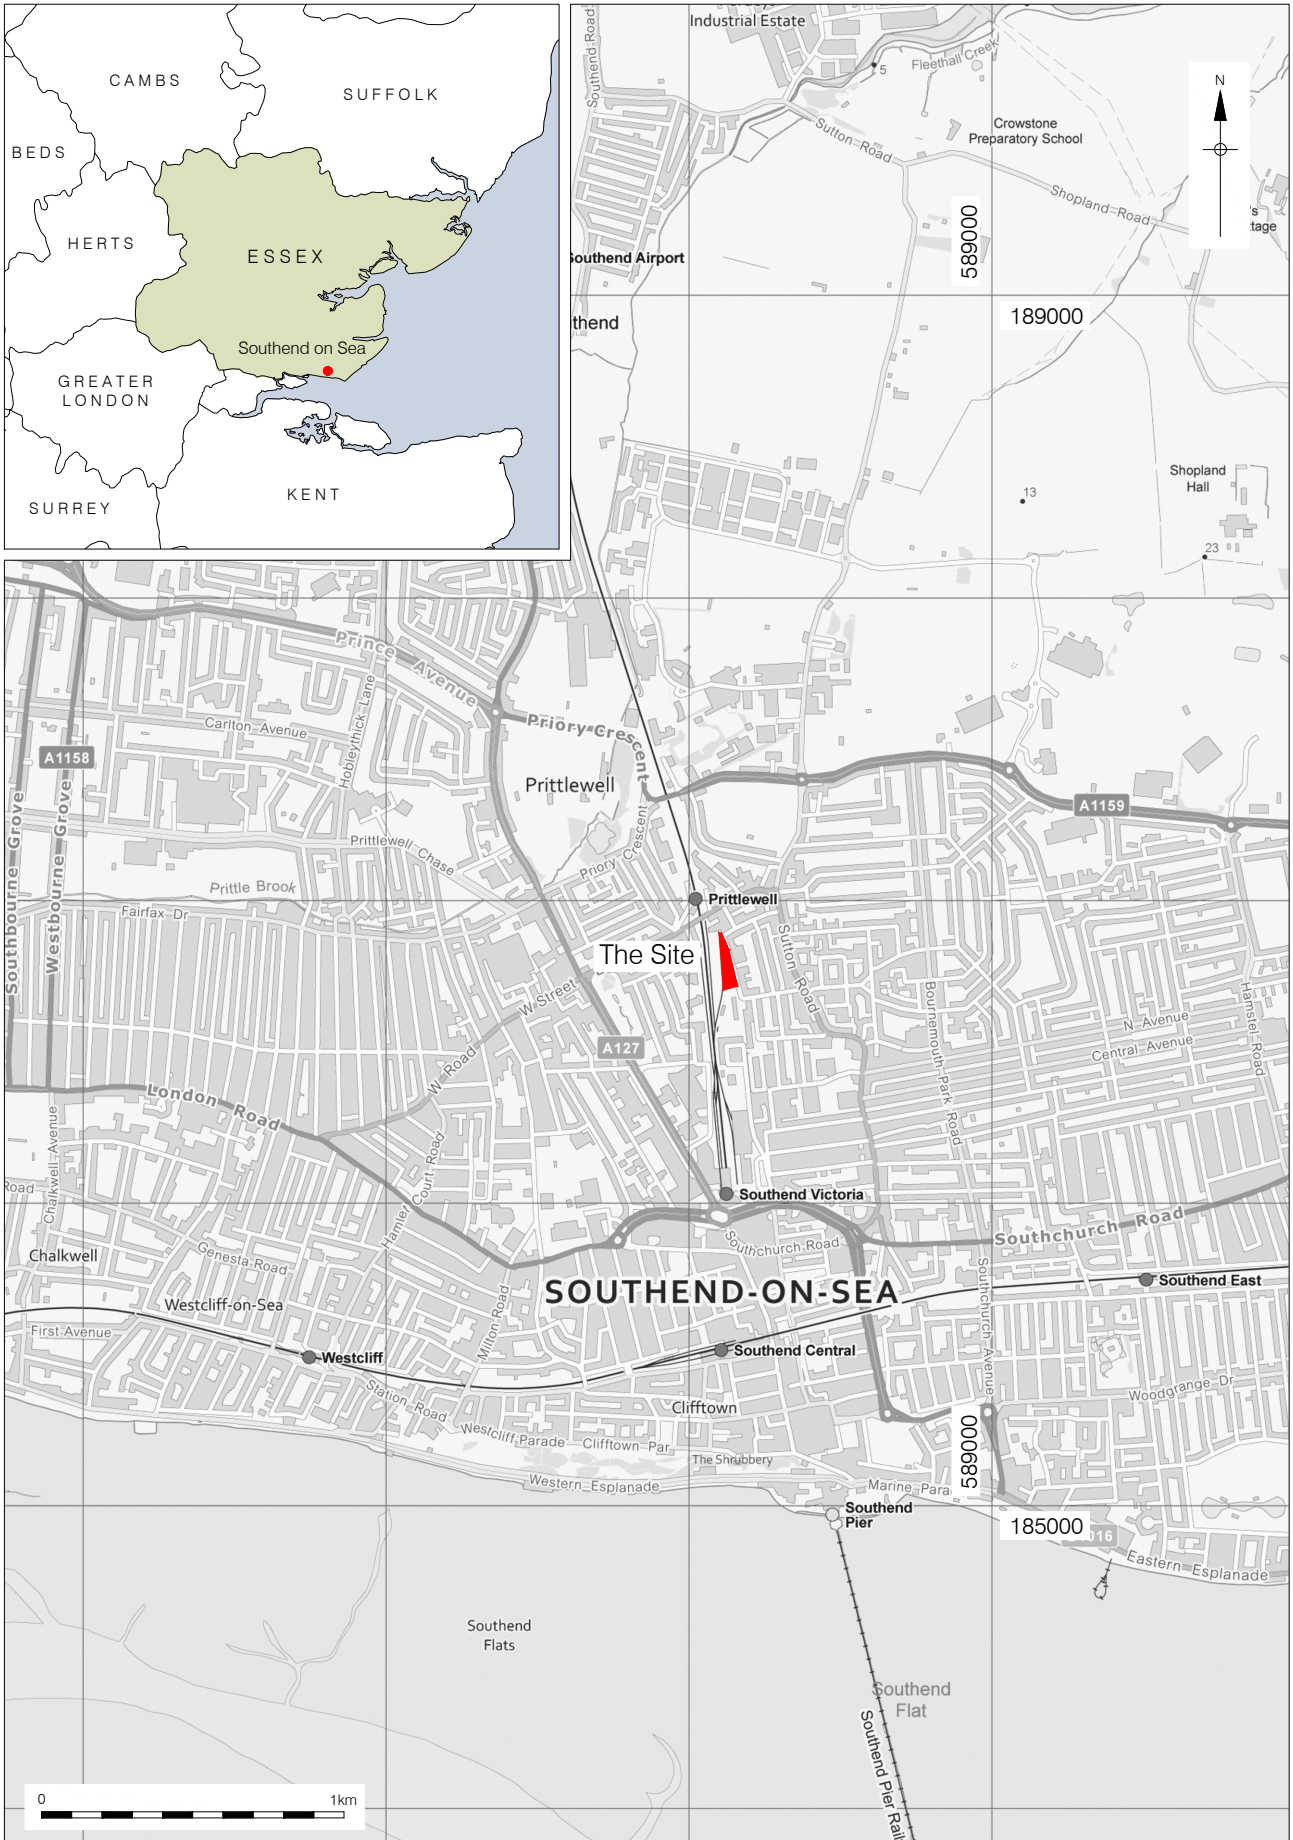 CAMBS
SUFFOLK
BEDS
HERTS
ESSEX
Southend on Sea
GREATER
LONDON
KENT
SURREY
Industrial Estate
Southend Road
5
Fleethall Creek
Sutton Road
Crowstone
Preparatory School
N
Shopland Road
589000
Southend Airport
189000
Shopland
Hall
13
23
Prince Avenue
Priory Crescent
Carlton Avenue
Hobleythick Lane
A1158
Prittlewell
A1159
Southbourne Grove
Westbourne Grove
Prittlewell Chase
Priory Crescent
Prittle Brook
Fairfax Dr
Prittlewell
The Site
Sutton Road
W Street
Bournemouth Park Road
Hamstel Road
N Avenue
Central Avenue
A127
W Road
London Road
Chalkwell Avenue
Hamlet Court Road
Road
Southend Victoria
Southchurch Road
Southchurch Road
Chalkwell
Genesta Road
SOUTHEND-ON-SEA
Southend East
Westcliff-on-Sea
First Avenue
Milton Road
Southchurch Avenue
Westcliff
Southend Central
Station Road
Clifftown
Woodgrange Dr
Westcliff Parade
Clifftown Par
The Shrubbery
Western Esplanade
Marine Para
589000
Southend
Pier
185000
016
Eastern Esplanade
Southend
Flats
Southend
Flat
Southend Pier Rail
0
1km